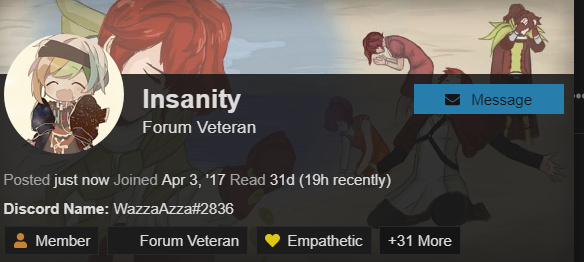 Insanity
Message
Forum Veteran
Posted just now Joined Apr 3, '17 Read 31d (19h recently)
Discord Name: WazzaAzza#2836
Member Forum Veteran Empathetic +31 More